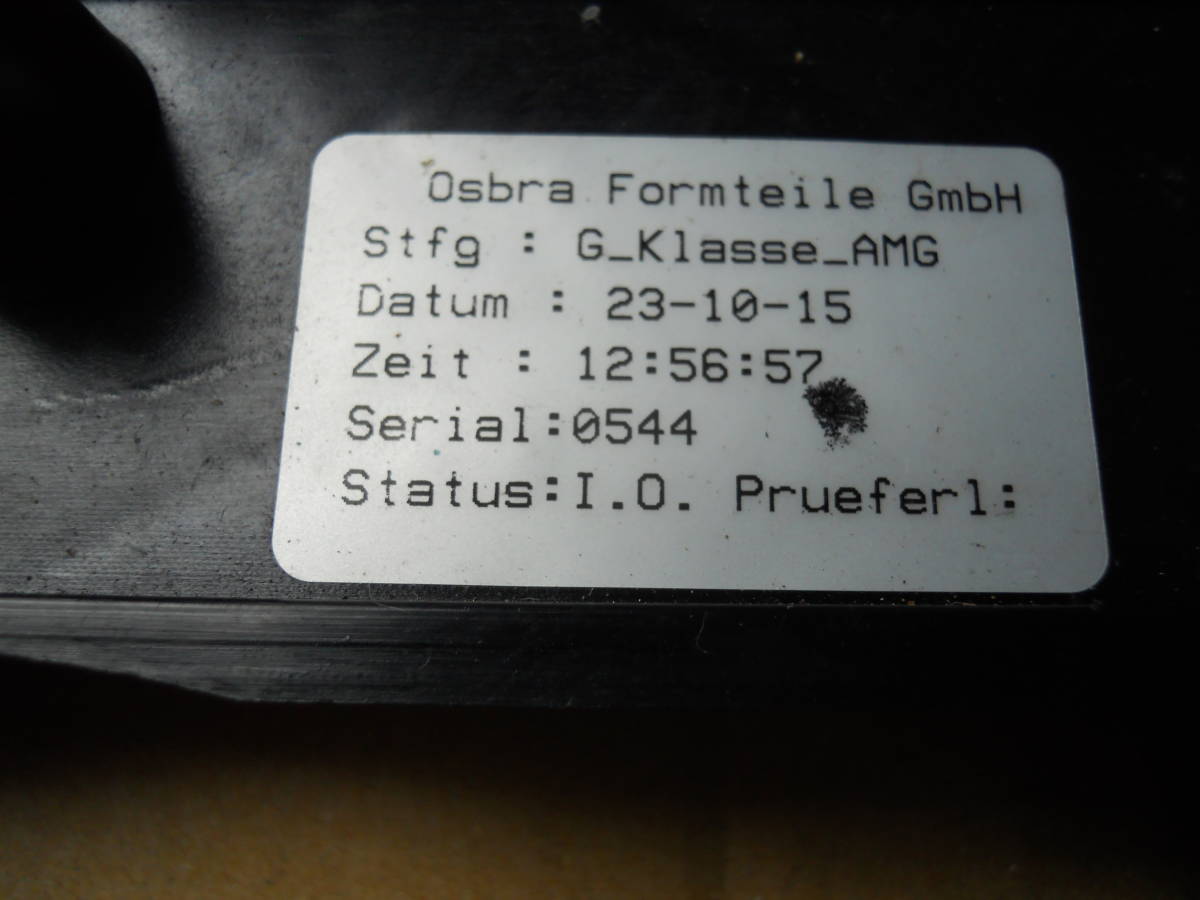 Osbra Formteile GmbH
Stfg : G_Klasse_AMG
Datum : 23-10-15
Zeit : 12:56:57
Serial:0544
Status:I.O. Prueferl: